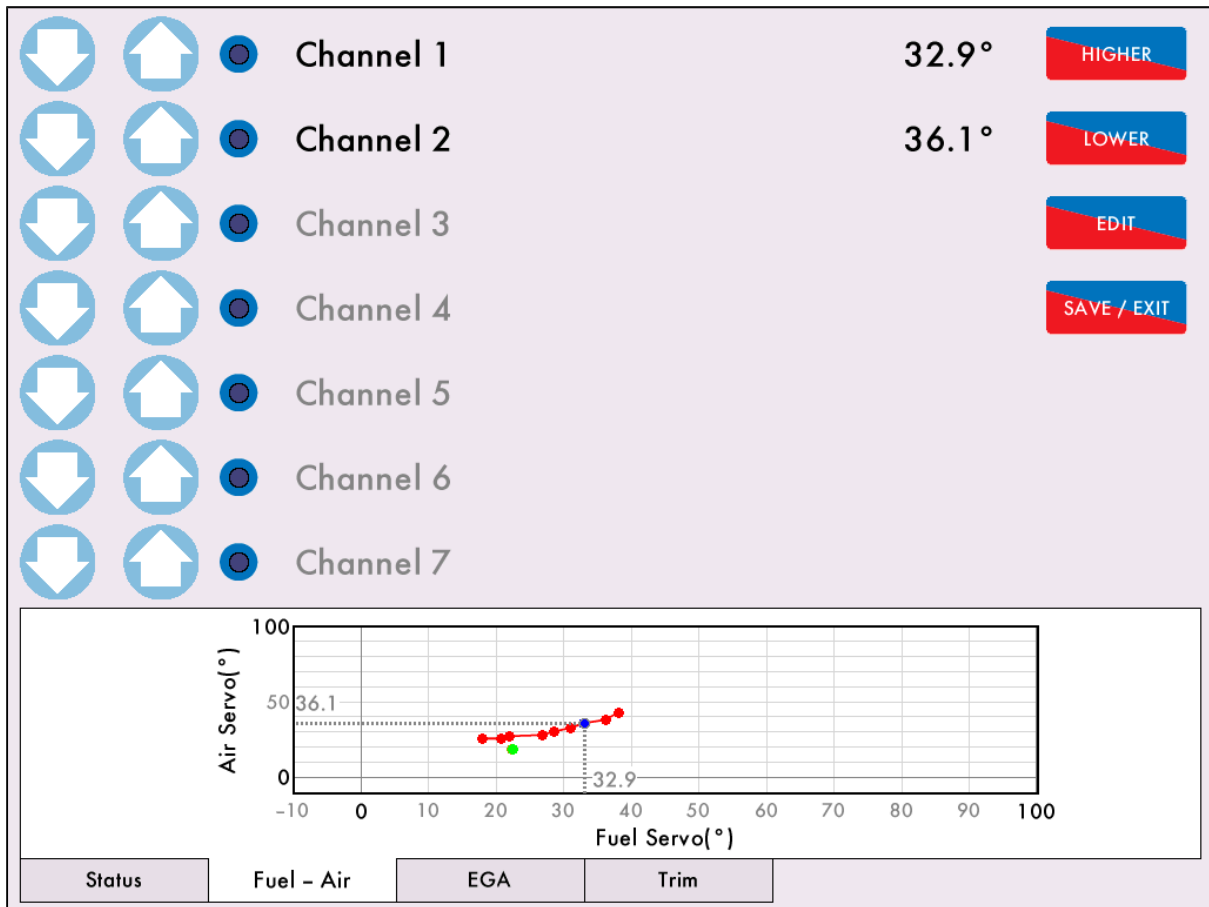 Channel 1 32.9° HIGHER
Channel 2 36.1° LOWER
Channel 3 EDIT
Channel 4 SAVE / EXIT
Channel 5
Channel 6
Channel 7
100
50 36.1
0
32.9
Air Servo(°)
-10 0 10 20 30 40 50 60 70 80 90 100
Fuel Servo(°)
Status Fuel – Air EGA Trim